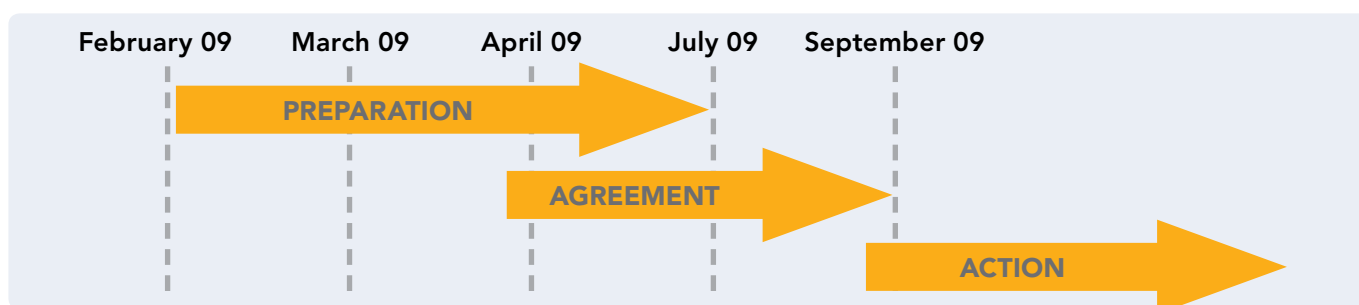 February 09 March 09 April 09 July 09 September 09
PREPARATION
AGREEMENT
ACTION